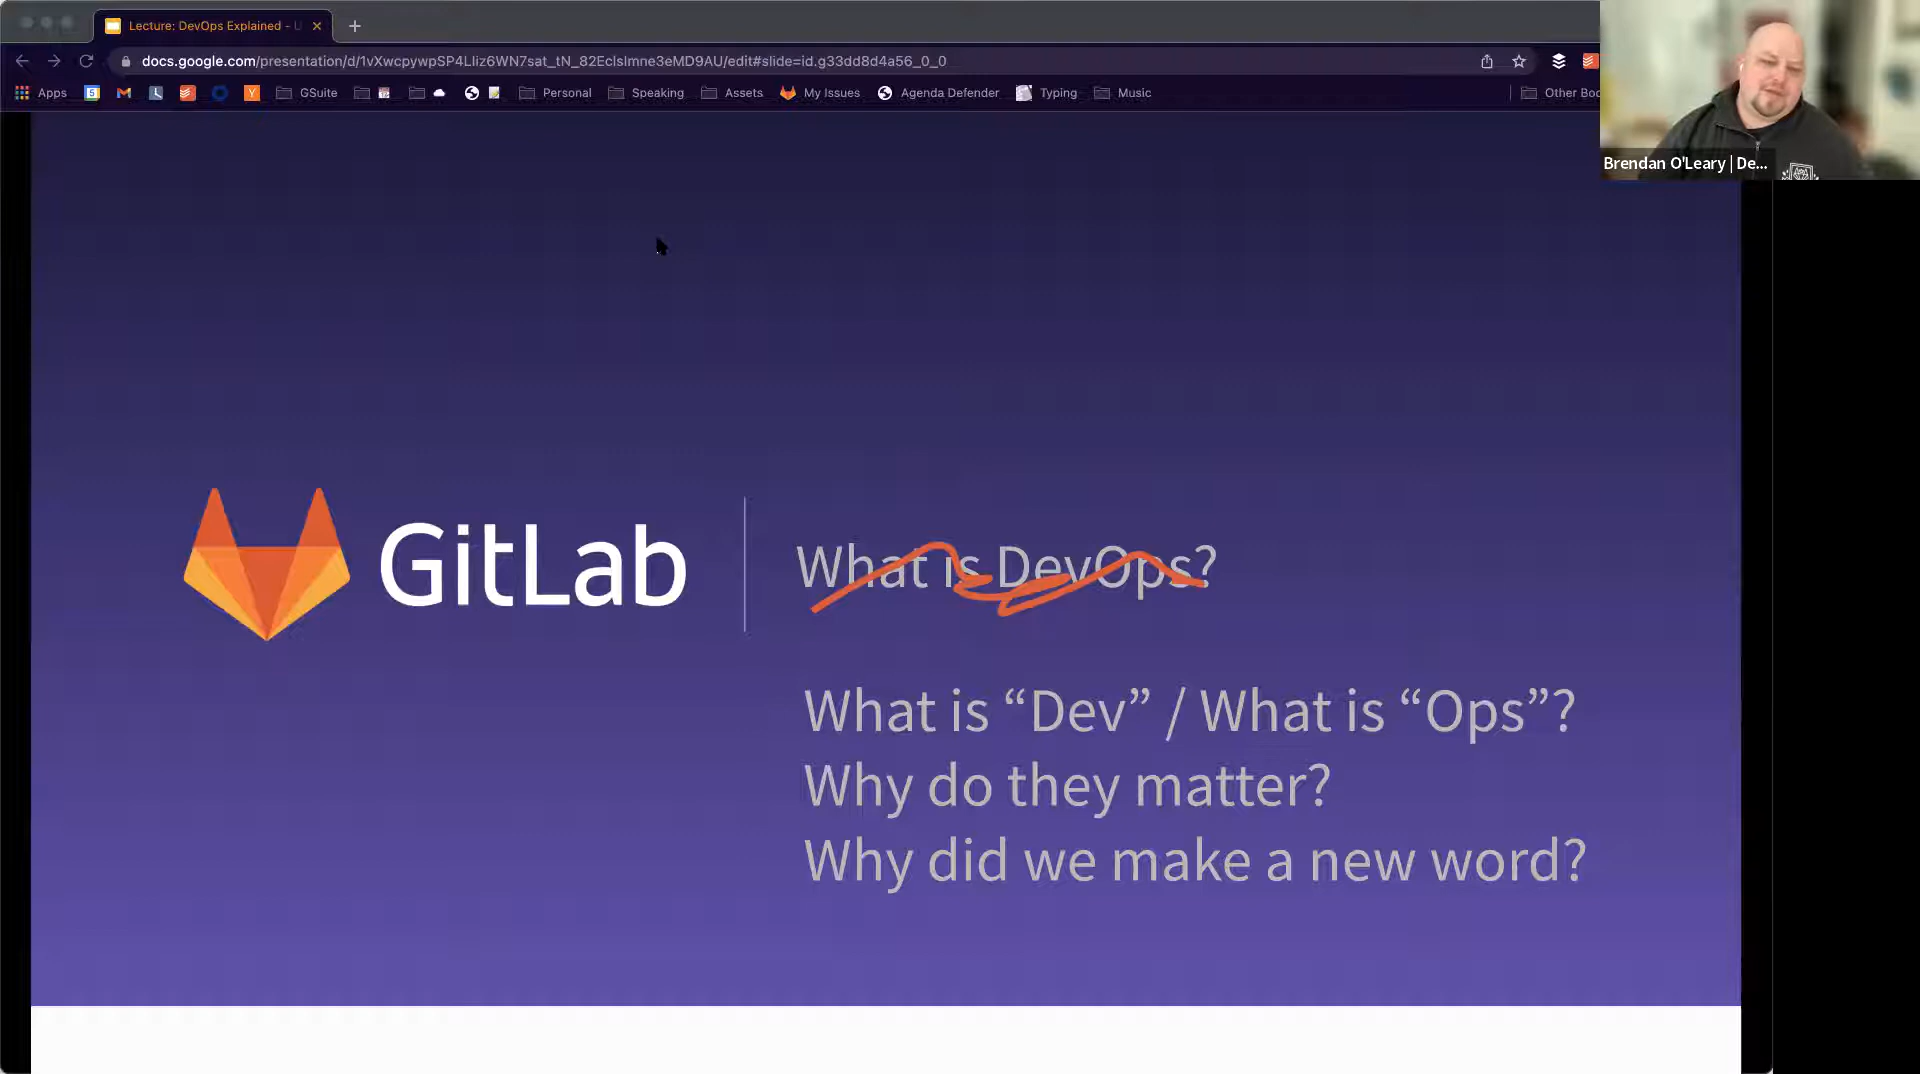 Lecture: DevOps Explained - U
docs.google.com/presentation/d/1vXwcpywpSP4LIiz6WN7sat_tN_82EclsImne3eMD9AU/edit#slide=id.g33dd8d4a56_0_0
Apps GSuite Personal Speaking Assets My Issues Agenda Defender Typing Music Other Boo
Brendan O'Leary | De...
GitLab
What is DevOps?
What is “Dev” / What is “Ops”?
Why do they matter?
Why did we make a new word?